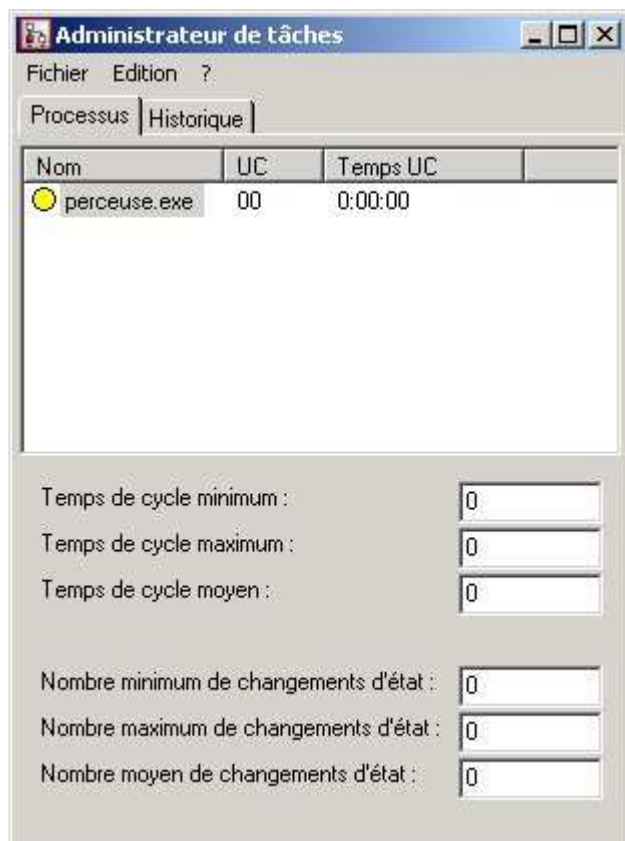 Administrateur de tâches
Fichier Edition ?
Processus Historique
Nom UC Temps UC
perceuse.exe 00 0:00:00
Temps de cycle minimum : 0
Temps de cycle maximum : 0
Temps de cycle moyen : 0
Nombre minimum de changements d'état : 0
Nombre maximum de changements d'état : 0
Nombre moyen de changements d'état : 0